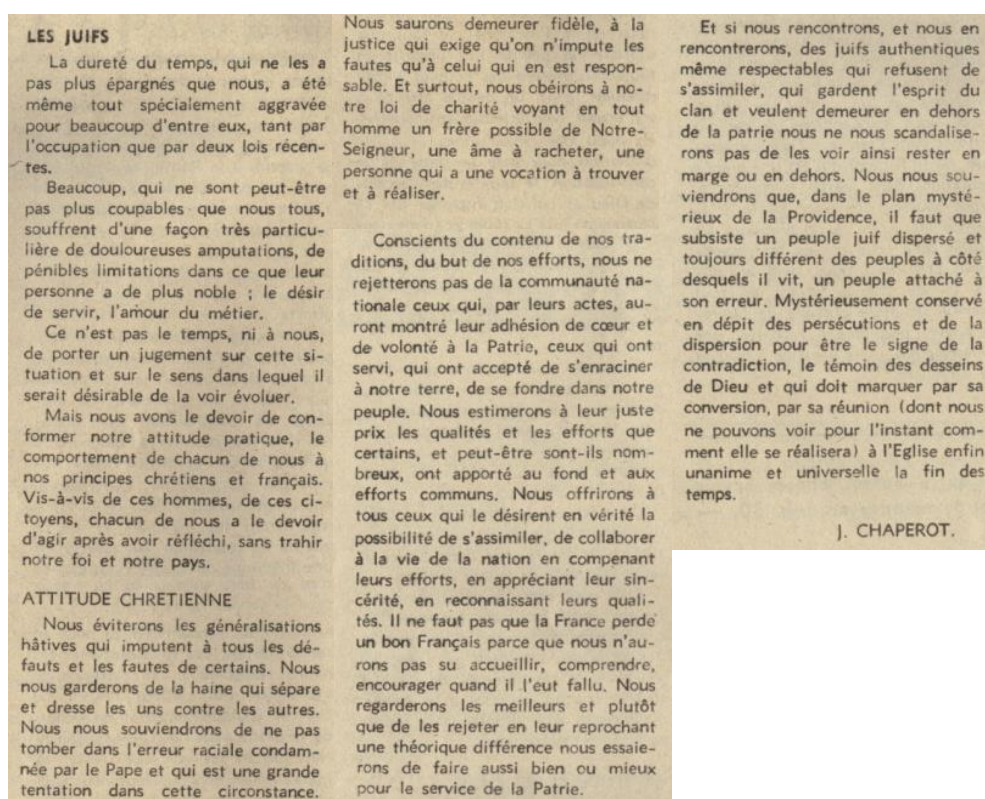 LES JUIFS
La dureté du temps, qui ne les a
pas plus épargnés que nous, a été
même tout spécialement aggravée
pour beaucoup d'entre eux, tant par
l'occupation que par deux lois récen-
tes.
Beaucoup, qui ne sont peut-être
pas plus coupables que nous tous,
souffrent d'une façon très particu-
lière de douloureuses amputations, de
pénibles limitations dans ce que leur
personne a de plus noble ; le désir
de servir, l'amour du métier.
Ce n'est pas le temps, ni à nous,
de porter un jugement sur cette si-
tuation et sur le sens dans lequel il
serait désirable de la voir évoluer.
Mais nous avons le devoir de con-
former notre attitude pratique, le
comportement de chacun de nous à
nos principes chrétiens et français.
Vis-à-vis de ces hommes, de ces ci-
toyens, chacun de nous a le devoir
d'agir après avoir réfléchi, sans trahir
notre foi et notre pays.
ATTITUDE CHRETIENNE
Nous éviterons les généralisations
hâtives qui imputent à tous les dé-
fauts et les fautes de certains. Nous
nous garderons de la haine qui sépare
et dresse les uns contre les autres.
Nous nous souviendrons de ne pas
tomber dans l'erreur raciale condam-
née par le Pape et qui est une grande
tentation dans cette circonstance.
Nous saurons demeurer fidèle, à la
justice qui exige qu'on n'impute les
fautes qu'à celui qui en est respon-
sable. Et surtout, nous obéirons à no-
tre loi de charité voyant en tout
homme un frère possible de Notre-
Seigneur, une âme à racheter, une
personne qui a une vocation à trouver
et à réaliser.
Conscients du contenu de nos tra-
ditions, du but de nos efforts, nous ne
rejetterons pas de la communauté na-
tionale ceux qui, par leurs actes, au-
ront montré leur adhésion de cœur et
de volonté à la Patrie, ceux qui ont
servi, qui ont accepté de s'enraciner
à notre terre, de se fondre dans notre
peuple. Nous estimerons à leur juste
prix les qualités et les efforts que
certains, et peut-être sont-ils nom-
breux, ont apporté au fond et aux
efforts communs. Nous offrirons à
tous ceux qui le désirent en vérité la
possibilité de s'assimiler, de collaborer
à la vie de la nation en compenant
leurs efforts, en appréciant leur sin-
cérité, en reconnaissant leurs quali-
tés. Il ne faut pas que la France perde
un bon Français parce que nous n'au-
rons pas su accueillir, comprendre,
encourager quand il l'eut fallu. Nous
regarderons les meilleurs et plutôt
que de les rejeter en leur reprochant
une théorique différence nous essaie-
rons de faire aussi bien ou mieux
pour le service de la Patrie.
Et si nous rencontrons, et nous en
rencontrerons, des juifs authentiques
même respectables qui refusent de
s'assimiler, qui gardent l'esprit du
clan et veulent demeurer en dehors
de la patrie nous ne nous scandalise-
rons pas de les voir ainsi rester en
marge ou en dehors. Nous nous sou-
viendrons que, dans le plan mysté-
rieux de la Providence, il faut que
subsiste un peuple juif dispersé et
toujours différent des peuples à côté
desquels il vit, un peuple attaché à
son erreur. Mystérieusement conservé
en dépit des persécutions et de la
dispersion pour être le signe de la
contradiction, le témoin des desseins
de Dieu et qui doit marquer par sa
conversion, par sa réunion (dont nous
ne pouvons voir pour l'instant com-
ment elle se réalisera) à l'Eglise enfin
unanime et universelle la fin des
temps.
J. CHAPEROT.